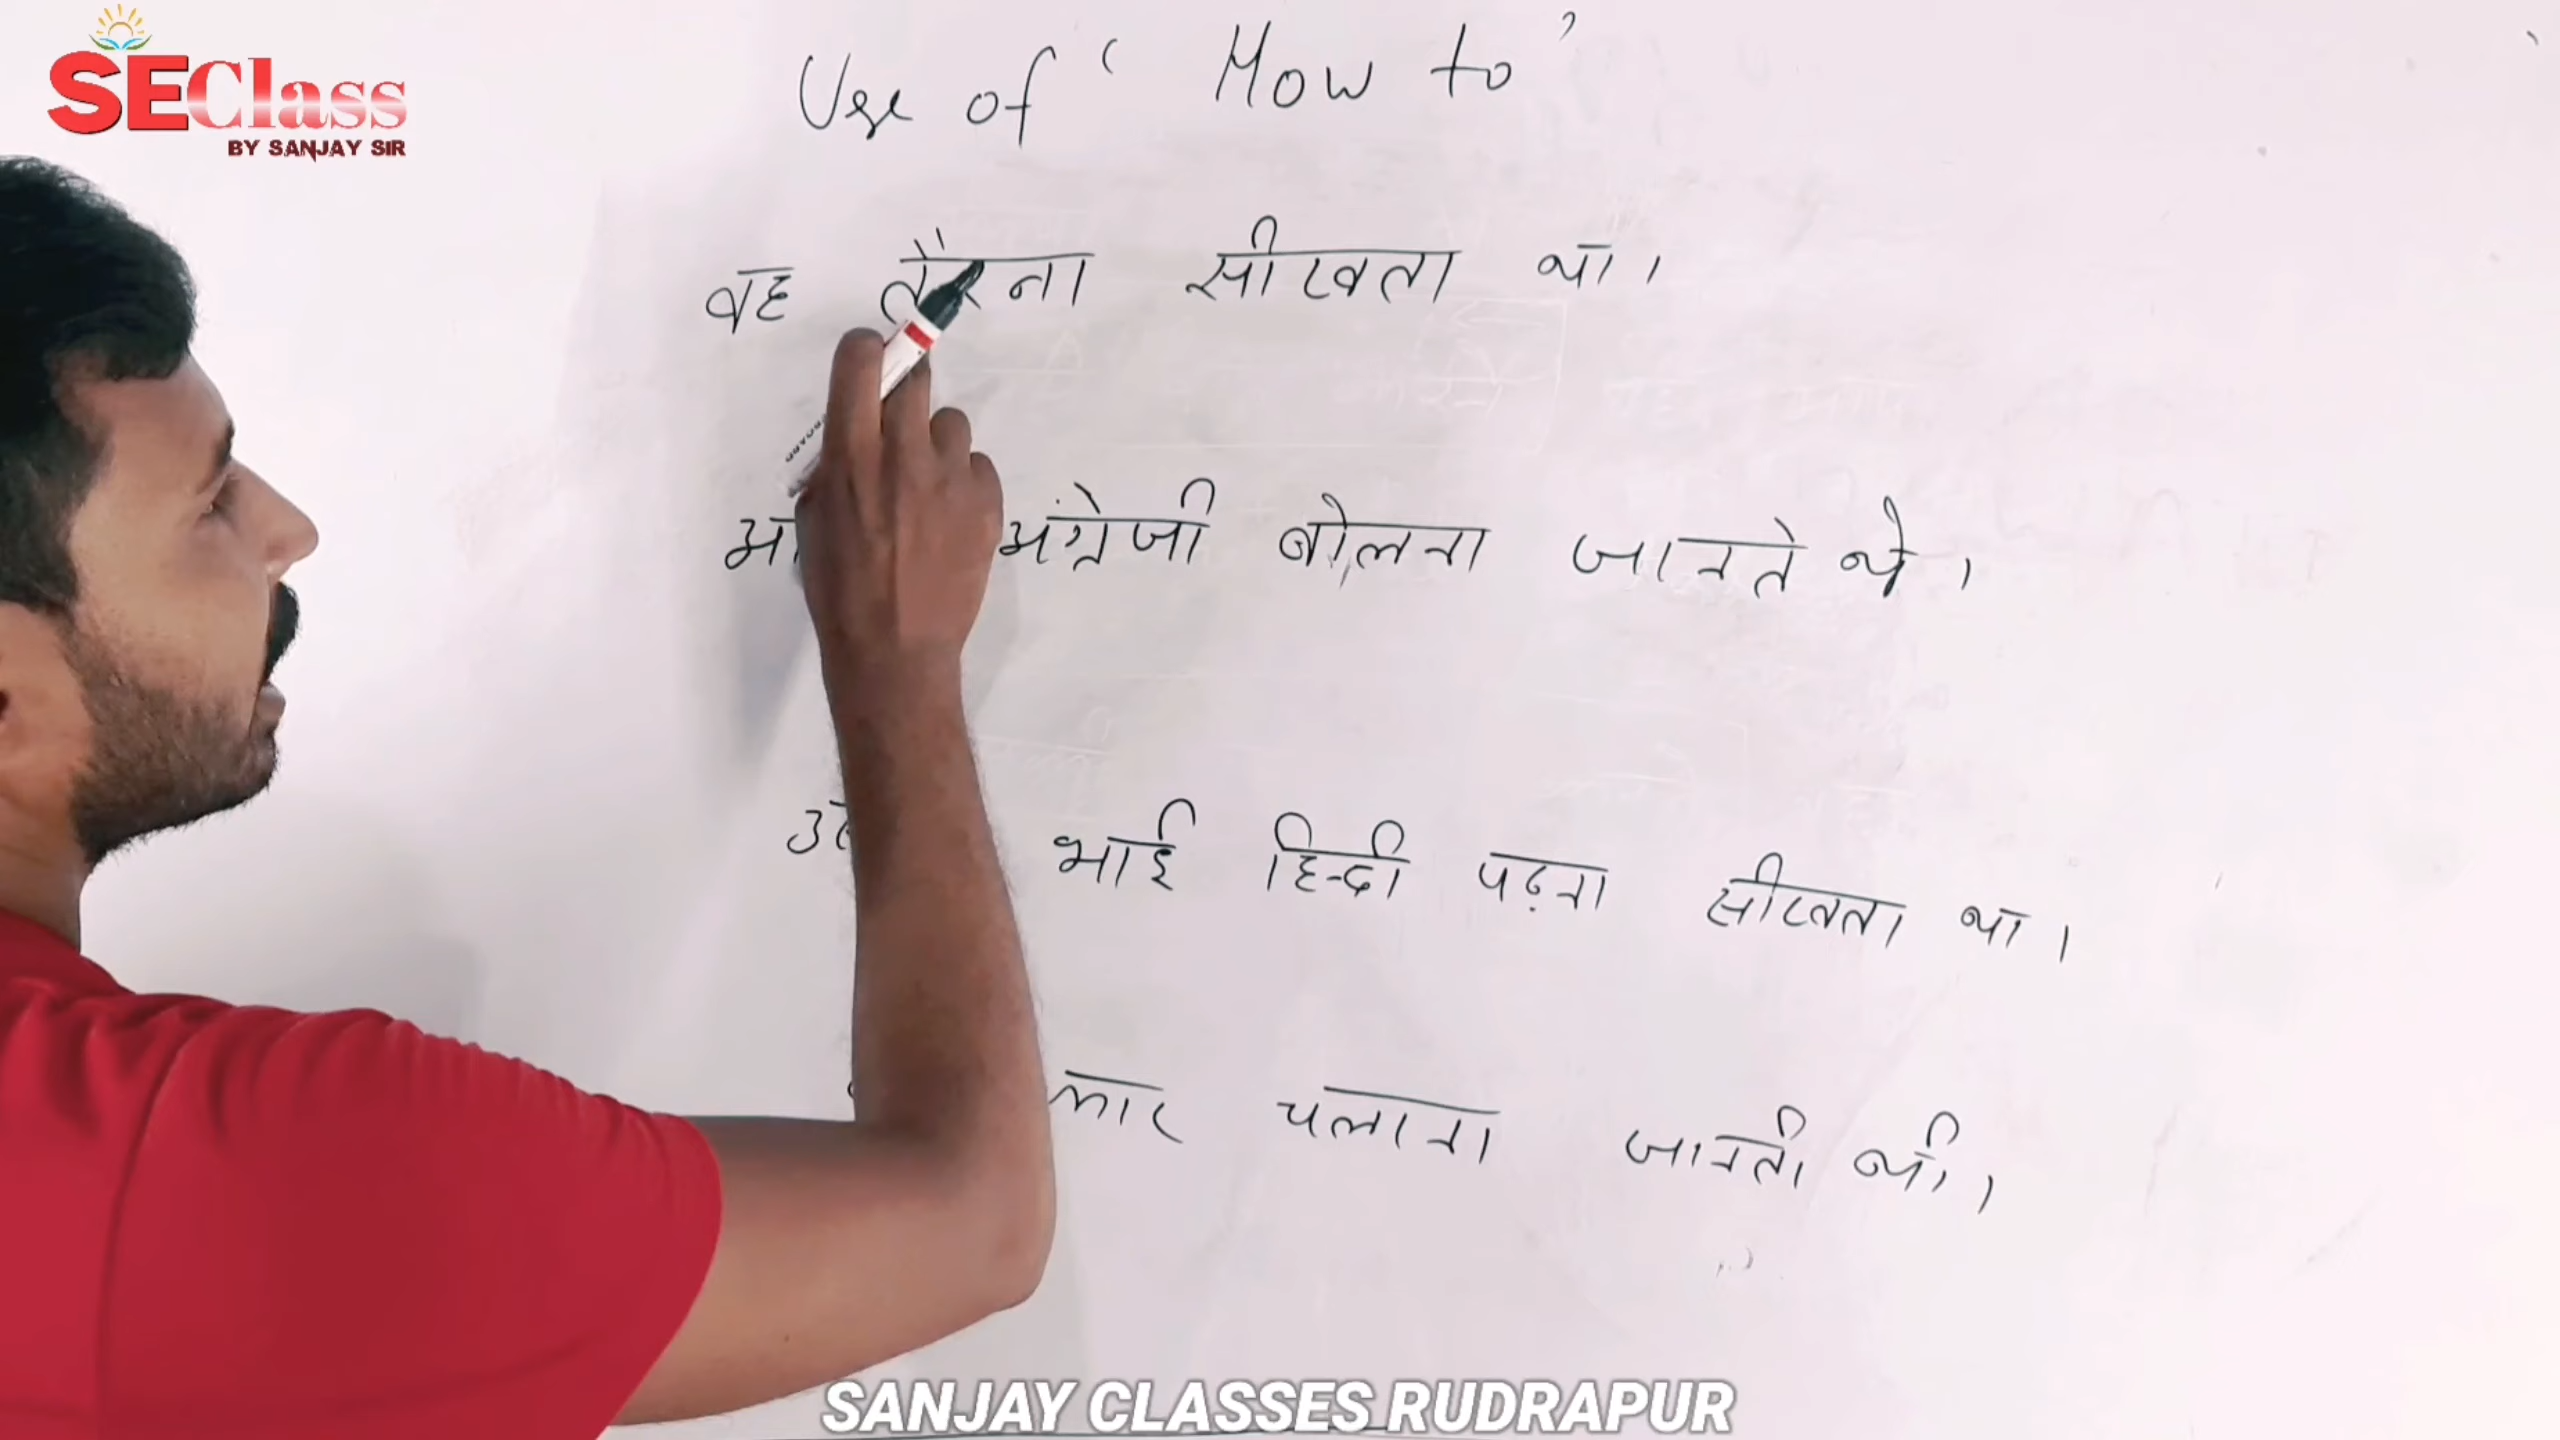 SEClass
BY SANJAY SIR
Use of ' How to '
वह तैरना सीखता था।
अंग्रेजी बोलना जानते थे।
भाई हिन्दी पढ़ना सीखता था।
कार चलाना जानती थी।
SANJAY CLASSES RUDRAPUR